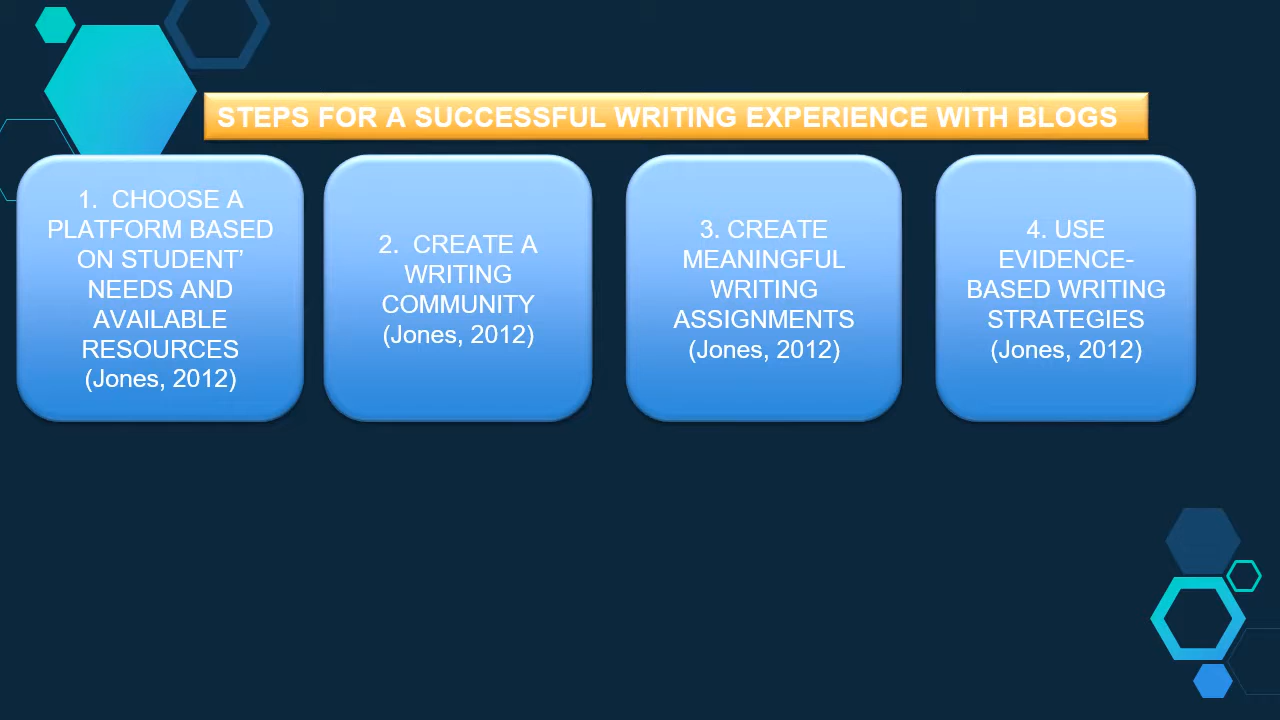 STEPS FOR A SUCCESSFUL WRITING EXPERIENCE WITH BLOGS
1.  CHOOSE A
PLATFORM BASED
ON STUDENT’
NEEDS AND
AVAILABLE
RESOURCES
(Jones, 2012)
2.  CREATE A
WRITING
COMMUNITY
(Jones, 2012)
3. CREATE
MEANINGFUL
WRITING
ASSIGNMENTS
(Jones, 2012)
4. USE
EVIDENCE-
BASED WRITING
STRATEGIES
(Jones, 2012)